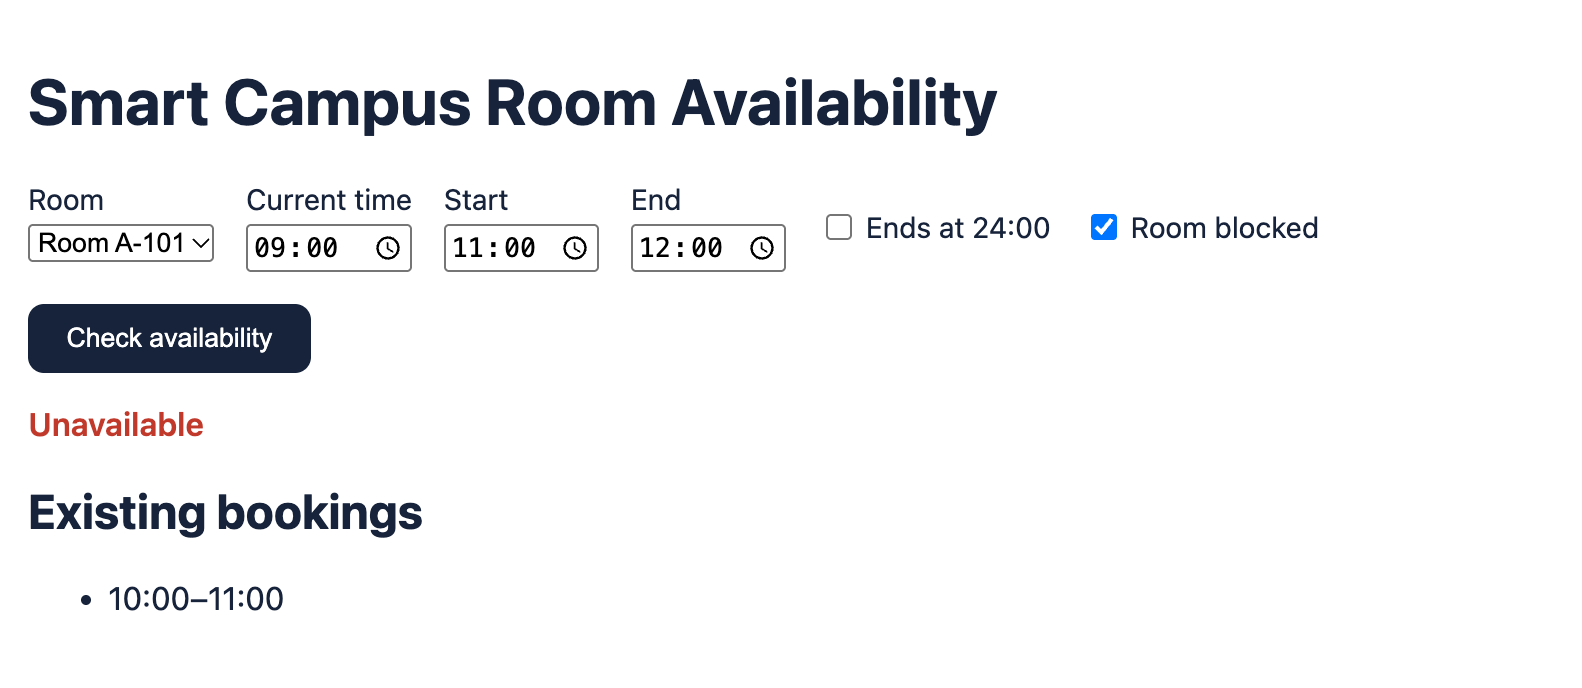 Smart Campus Room Availability
Room Current time Start End
Room A-101 09:00 11:00 12:00 Ends at 24:00 Room blocked
Check availability
Unavailable
Existing bookings
• 10:00–11:00